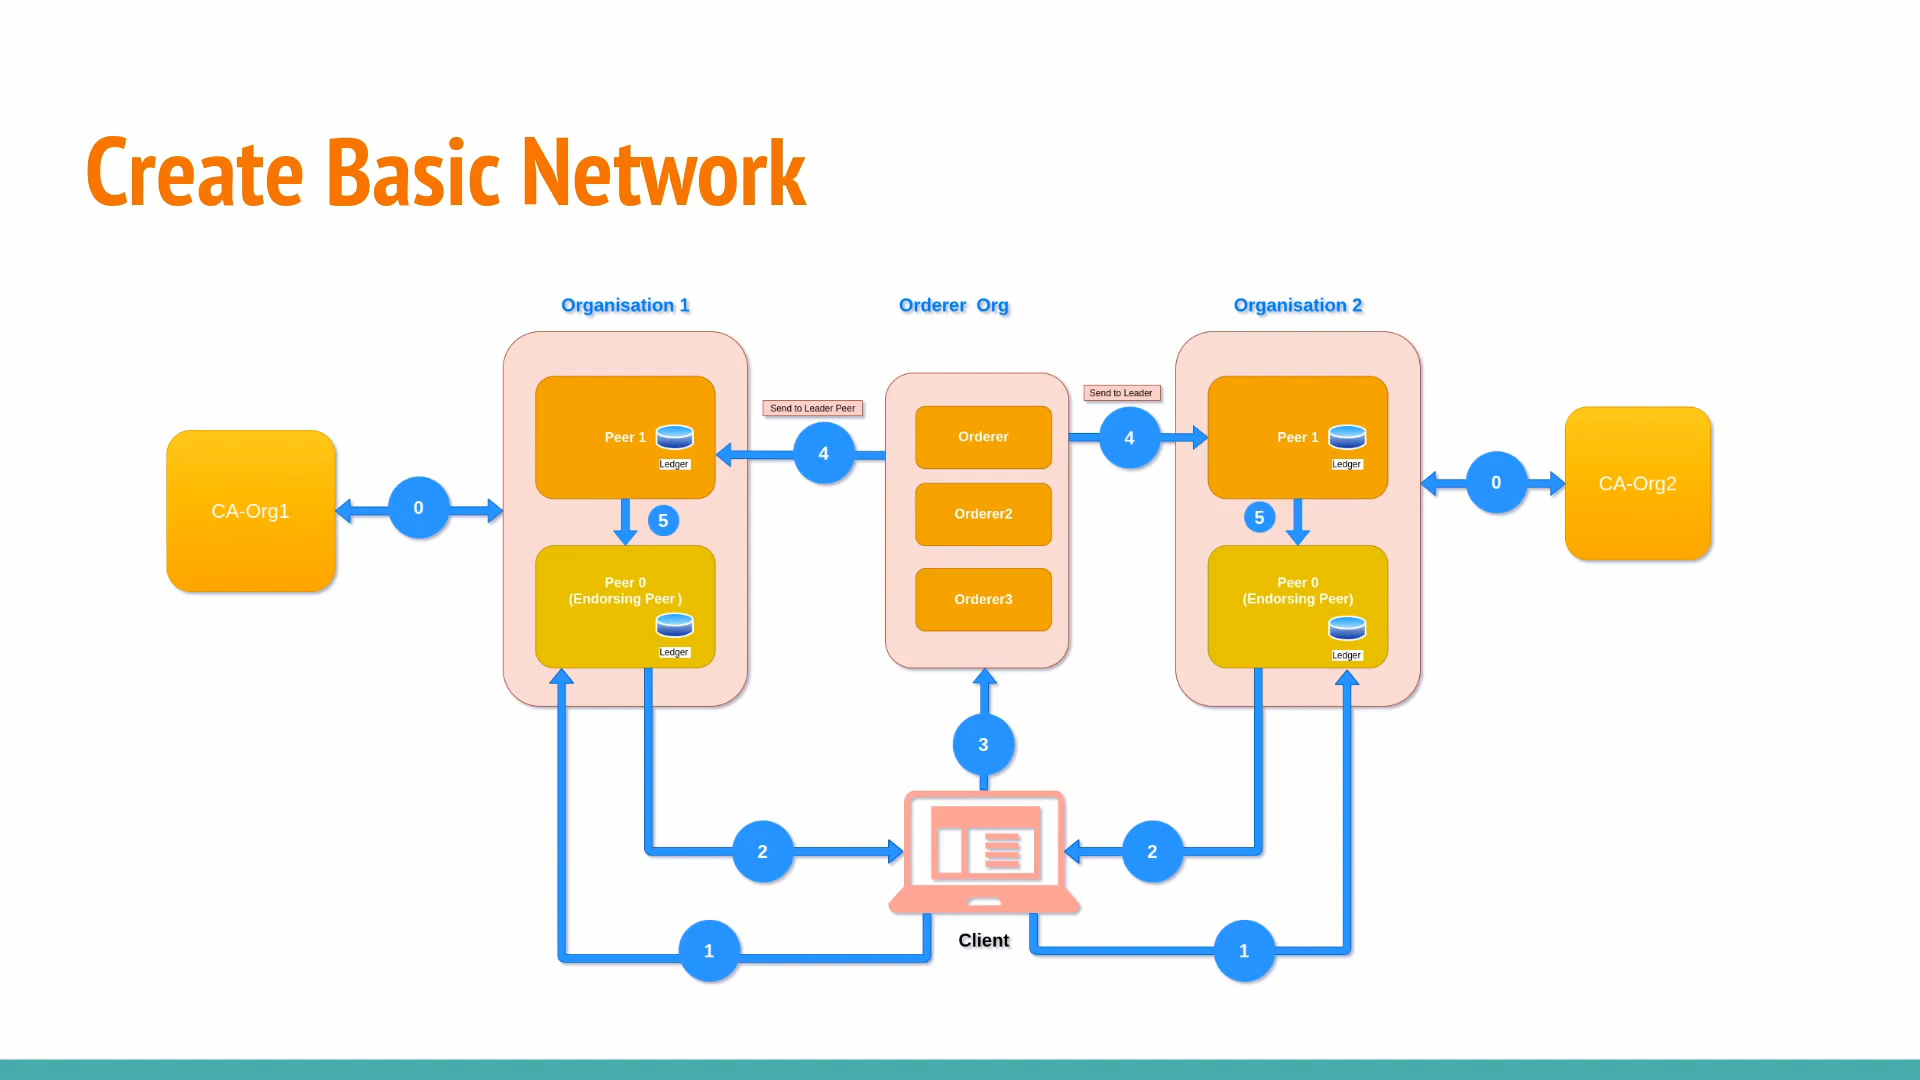 Create Basic Network
Organisation 1
Orderer Org
Organisation 2
Send to Leader Peer
Send to Leader
Peer 1
Ledger
4
Orderer
4
Peer 1
Ledger
CA-Org1
0
0
CA-Org2
5
Orderer2
5
Peer 0
(Endorsing Peer )
Ledger
Orderer3
Peer 0
(Endorsing Peer)
Ledger
3
2
2
Client
1
1